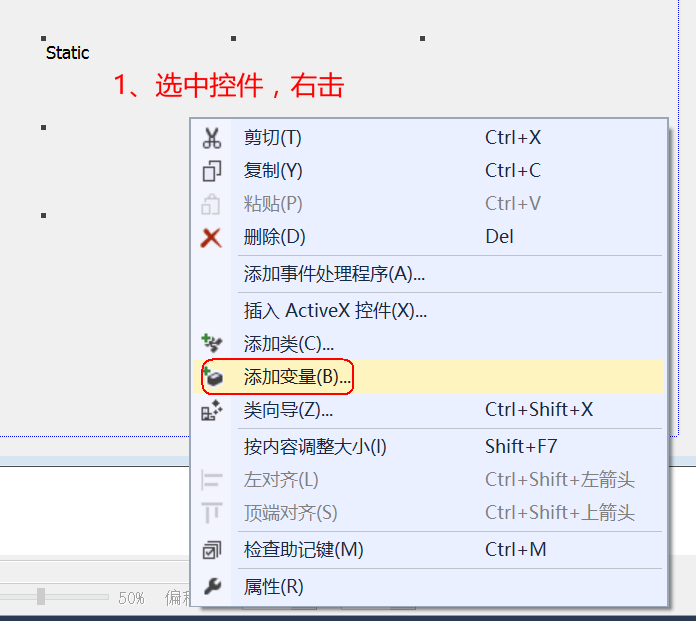 Static
1、选中控件，右击
剪切(T) Ctrl+X
复制(Y) Ctrl+C
粘贴(P) Ctrl+V
删除(D) Del
添加事件处理程序(A)...
插入 ActiveX 控件(X)...
添加类(C)...
添加变量(B)...
类向导(Z)... Ctrl+Shift+X
按内容调整大小(I) Shift+F7
左对齐(L) Ctrl+Shift+左箭头
顶端对齐(S) Ctrl+Shift+上箭头
检查助记键(M) Ctrl+M
属性(R)
50% 偏